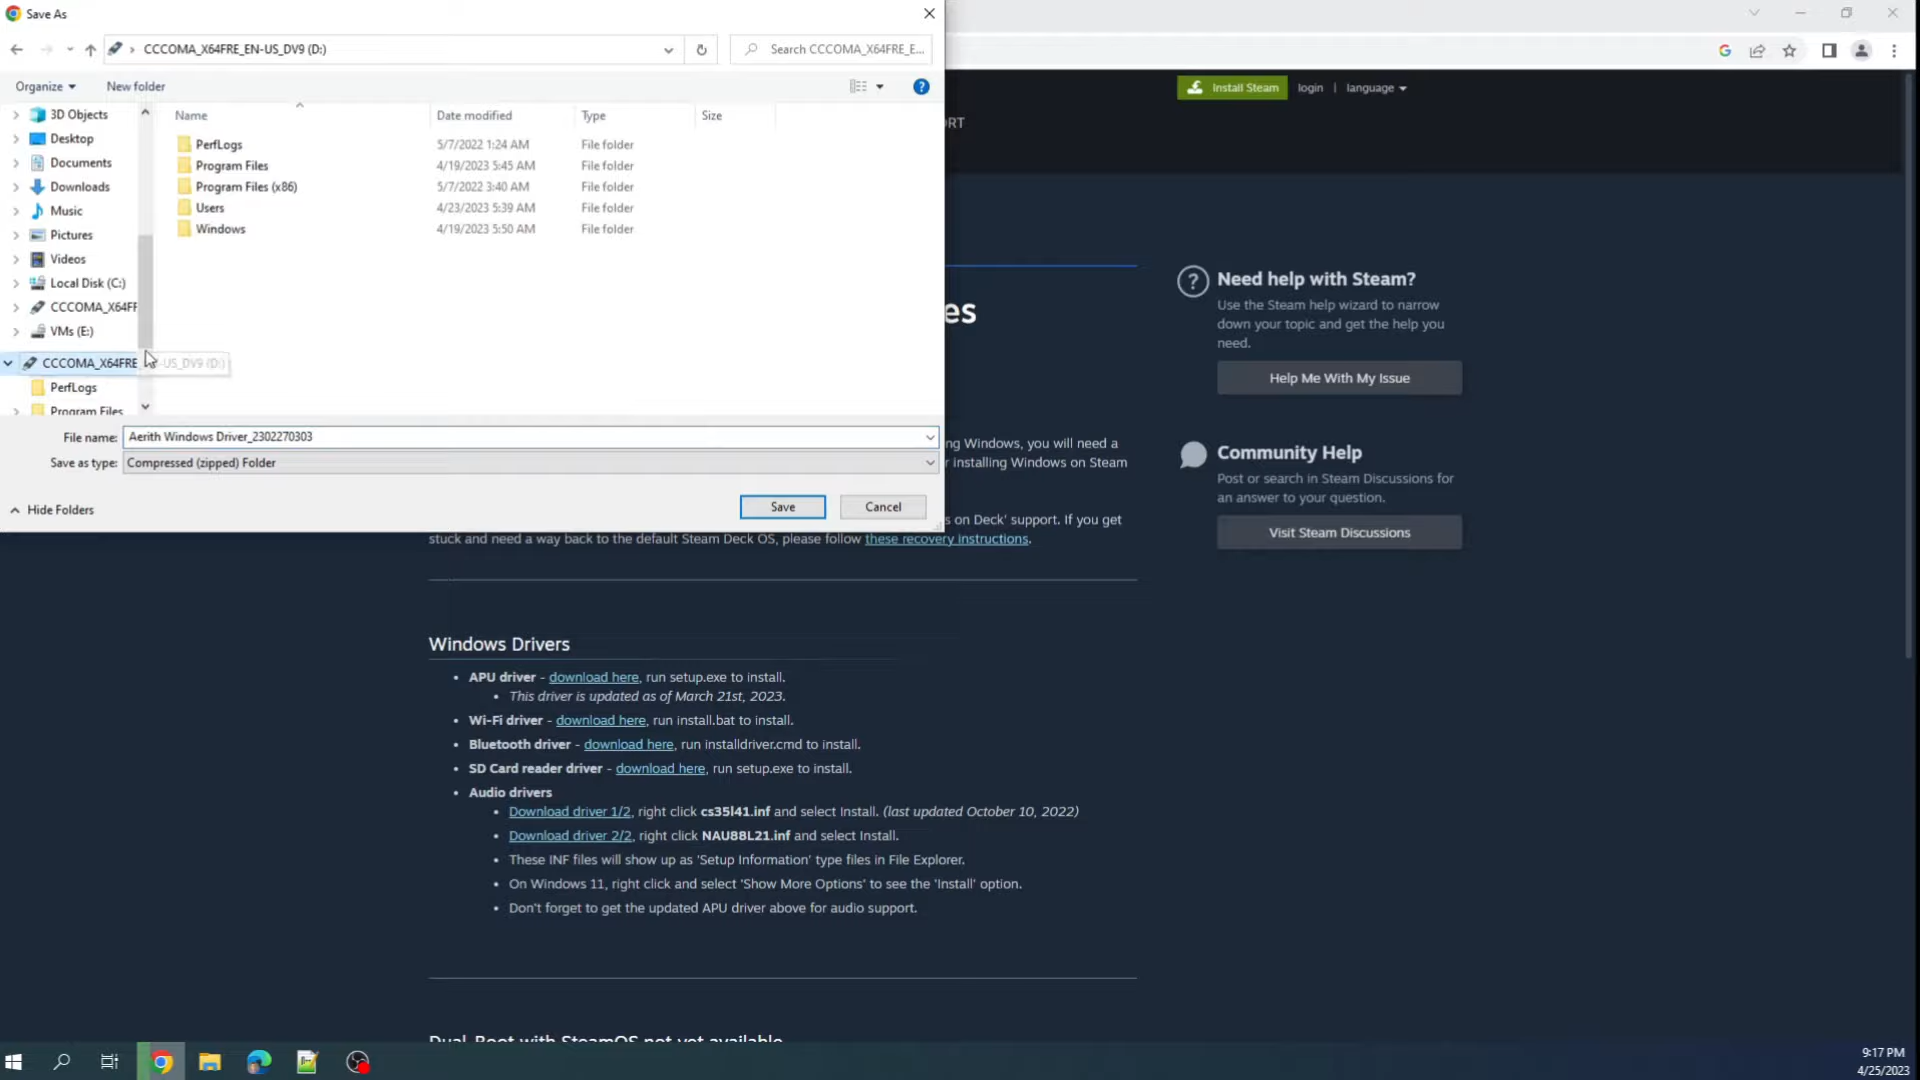 Save As
CCCOMA_X64FRE_EN-US_DV9 (D:)
Search CCCOMA_X64FRE_E...
Organize
New folder
3D Objects
Desktop
Documents
Downloads
Music
Pictures
Videos
Local Disk (C:)
CCCOMA_X64FF
VMs (E:)
CCCOMA_X64FRE_EN-US_DV9 (D:)
PerfLogs
Program Files
Name
Date modified
Type
Size
PerfLogs 5/7/2022 1:24 AM File folder
Program Files 4/19/2023 5:45 AM File folder
Program Files (x86) 5/7/2022 3:40 AM File folder
Users 4/23/2023 5:39 AM File folder
Windows 4/19/2023 5:50 AM File folder
File name: Aerith Windows Driver_2302270303
Save as type: Compressed (zipped) Folder
Hide Folders
Save
Cancel
Install Steam
login | language
RT
es
ng Windows, you will need a
r installing Windows on Steam
s on Deck' support. If you get
stuck and need a way back to the default Steam Deck OS, please follow these recovery instructions.
Need help with Steam?
Use the Steam help wizard to narrow
down your topic and get the help you
need.
Help Me With My Issue
Community Help
Post or search in Steam Discussions for
an answer to your question.
Visit Steam Discussions
Windows Drivers
• APU driver - download here, run setup.exe to install.
• This driver is updated as of March 21st, 2023.
• Wi-Fi driver - download here, run install.bat to install.
• Bluetooth driver - download here, run installdriver.cmd to install.
• SD Card reader driver - download here, run setup.exe to install.
• Audio drivers
• Download driver 1/2, right click cs35l41.inf and select Install. (last updated October 10, 2022)
• Download driver 2/2, right click NAU88L21.inf and select Install.
• These INF files will show up as 'Setup Information' type files in File Explorer.
• On Windows 11, right click and select 'Show More Options' to see the 'Install' option.
• Don't forget to get the updated APU driver above for audio support.
Dual-Boot with SteamOS not yet available
9:17 PM
4/25/2023